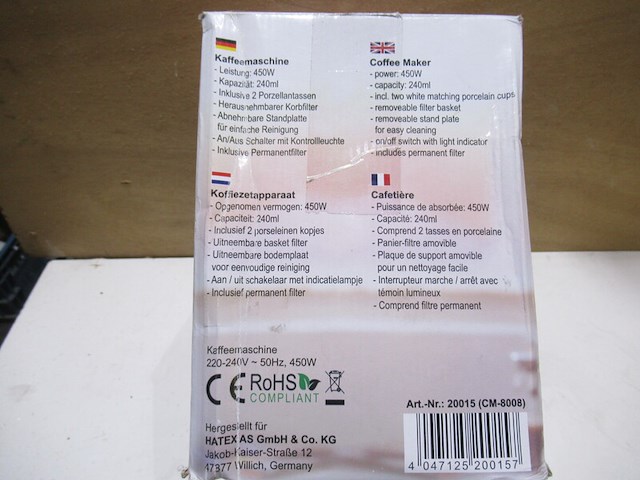 Kaffeemaschine
- Leistung: 450W
- Kapazität: 240ml
- Inklusive 2 Porzellantassen
- Herausnehmbarer Korbfilter
- Abnehmbare Standplatte
für einfache Reinigung
- An/Aus Schalter mit Kontrollleuchte
- Inklusive Permanentfilter
Coffee Maker
- power: 450W
- capacity: 240ml
- incl. two white matching porcelain cups
- removeable filter basket
- removeable stand plate
for easy cleaning
- on/off switch with light indicator
- includes permanent filter
Koffiezetapparaat
- Opgenomen vermogen: 450W
- Capaciteit: 240ml
- Inclusief 2 porseleinen kopjes
- Uitneembare basket filter
- Uitneembare bodemplaat
voor eenvoudige reiniging
- Aan / uit schakelaar met indicatielampje
- Inclusief permanent filter
Cafetière
- Puissance de absorbée: 450W
- Capacité: 240ml
- Comprend 2 tasses en porcelaine
- Panier-filtre amovible
- Plaque de support amovible
pour un nettoyage facile
- Interrupteur marche / arrêt avec
témoin lumineux
- Comprend filtre permanent
Kaffeemaschine
220-240V ~ 50Hz, 450W
CE RoHS
COMPLIANT
Hergestellt für
HATEX AS GmbH & Co. KG
Jakob-Kaiser-Straße 12
47877 Willich, Germany
Art.-Nr.: 20015 (CM-8008)
4 047125 200157